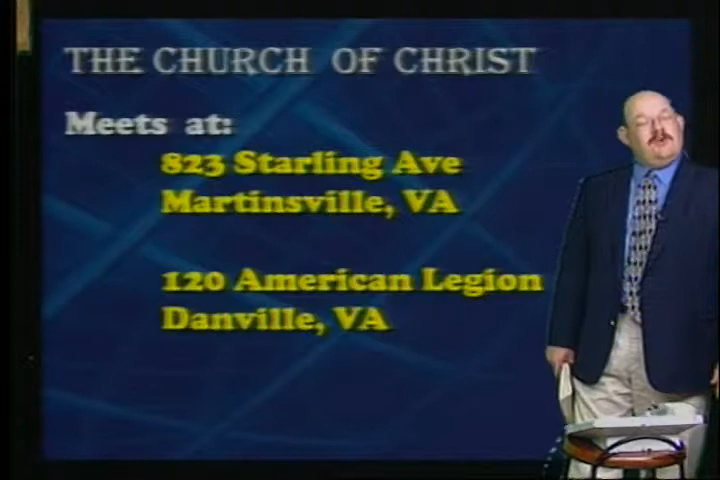 THE CHURCH OF CHRIST
Meets at:
823 Starling Ave
Martinsville, VA
120 American Legion
Danville, VA